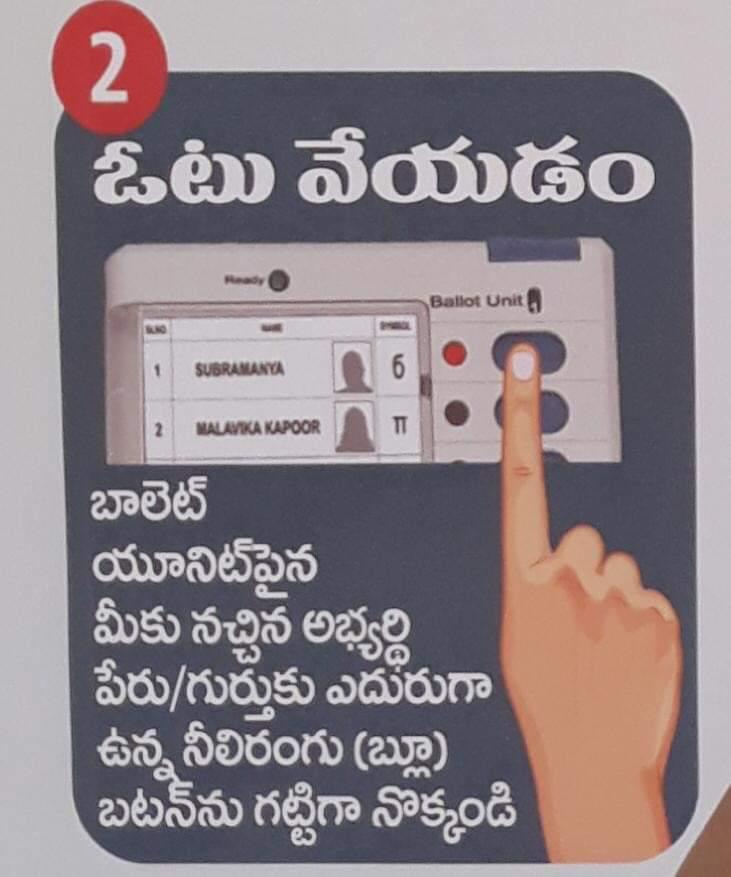 2
ఓటు వేయడం
Ready
Ballot Unit
SL.NO. NAME SYMBOL
1 SUBRAMANYA 6
2 MALAVIKA KAPOOR π
బాలెట్
యూనిట్‌పైన
మీకు నచ్చిన అభ్యర్థి
పేరు/గుర్తుకు ఎదురుగా
ఉన్న నీలిరంగు (బ్లూ)
బటన్‌ను గట్టిగా నొక్కండి